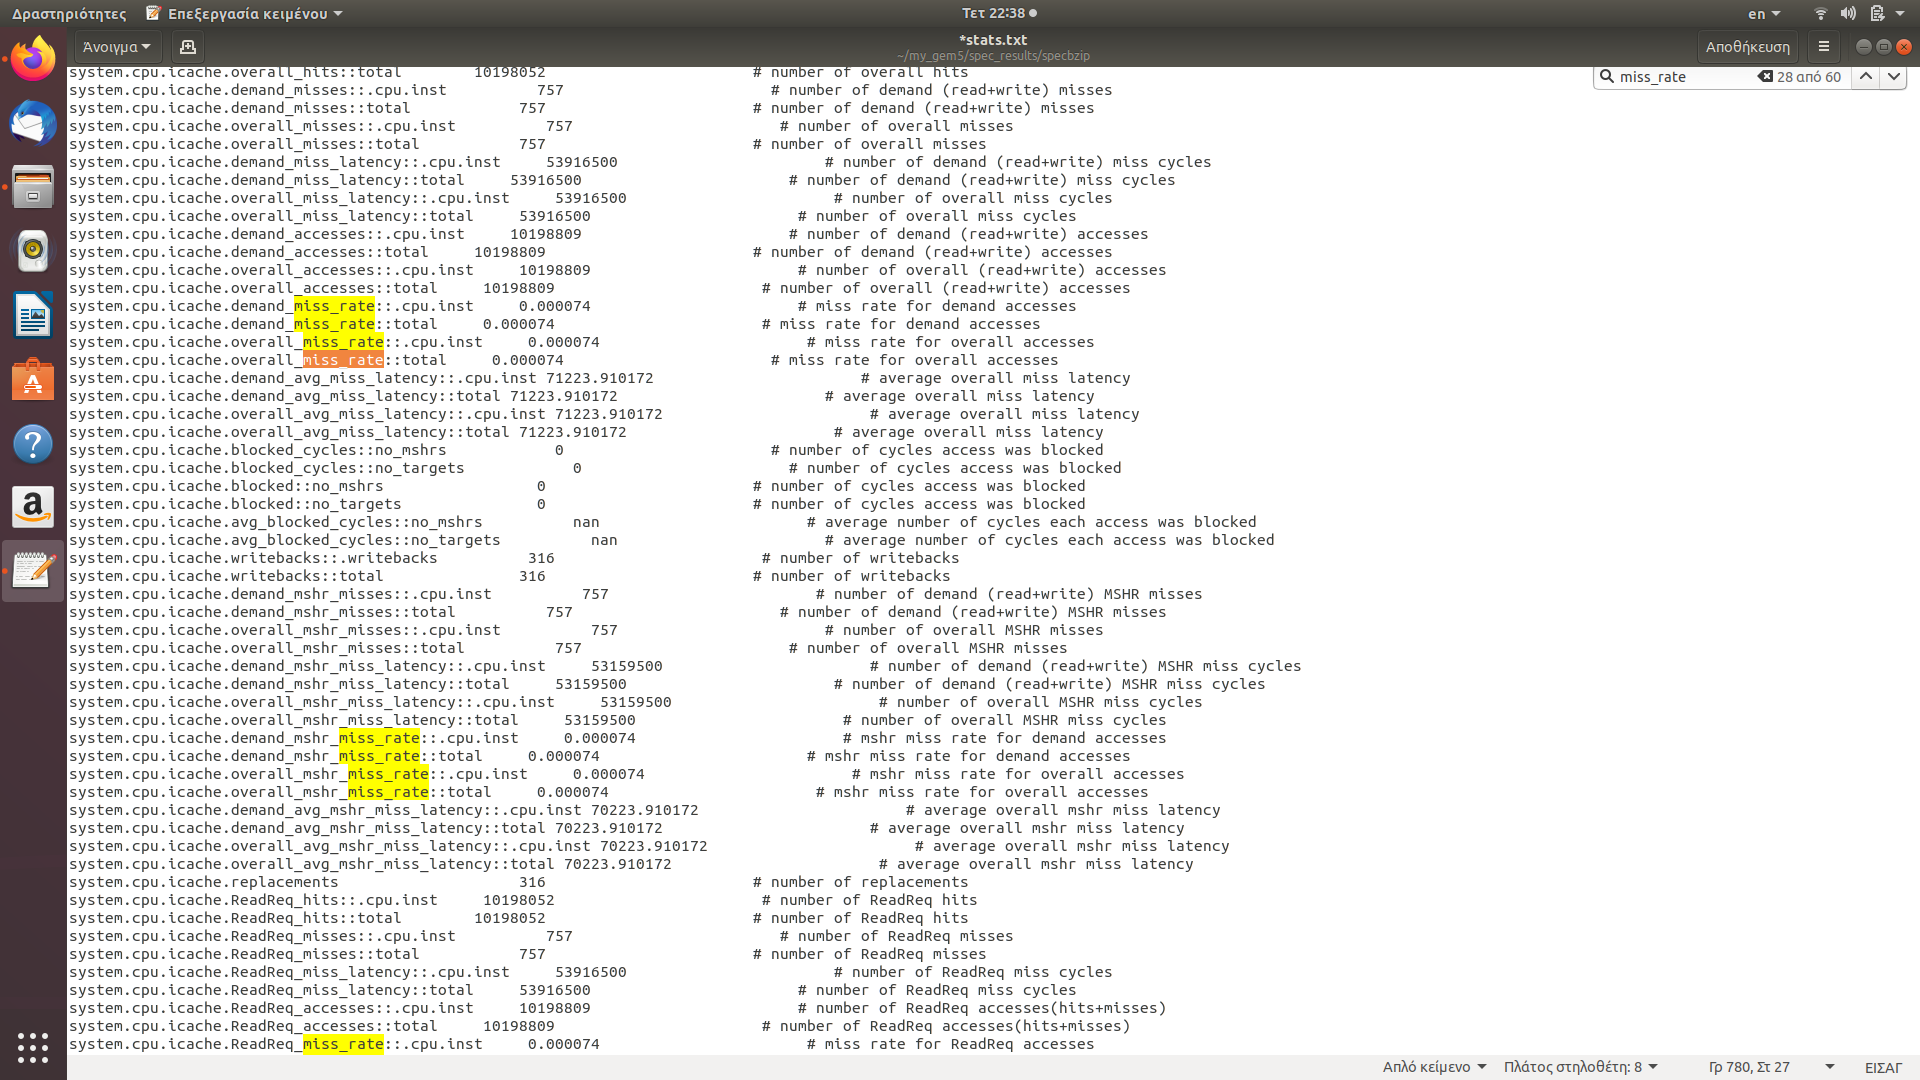 Δραστηριότητες Επεξεργασία κειμένου Τετ 22:38 en
Άνοιγμα *stats.txt Αποθήκευση
~/my_gem5/spec_results/specbzip
miss_rate 28 από 60
system.cpu.icache.overall_hits::total 10198052 # number of overall hits
system.cpu.icache.demand_misses::.cpu.inst 757 # number of demand (read+write) misses
system.cpu.icache.demand_misses::total 757 # number of demand (read+write) misses
system.cpu.icache.overall_misses::.cpu.inst 757 # number of overall misses
system.cpu.icache.overall_misses::total 757 # number of overall misses
system.cpu.icache.demand_miss_latency::.cpu.inst 53916500 # number of demand (read+write) miss cycles
system.cpu.icache.demand_miss_latency::total 53916500 # number of demand (read+write) miss cycles
system.cpu.icache.overall_miss_latency::.cpu.inst 53916500 # number of overall miss cycles
system.cpu.icache.overall_miss_latency::total 53916500 # number of overall miss cycles
system.cpu.icache.demand_accesses::.cpu.inst 10198809 # number of demand (read+write) accesses
system.cpu.icache.demand_accesses::total 10198809 # number of demand (read+write) accesses
system.cpu.icache.overall_accesses::.cpu.inst 10198809 # number of overall (read+write) accesses
system.cpu.icache.overall_accesses::total 10198809 # number of overall (read+write) accesses
system.cpu.icache.demand_miss_rate::.cpu.inst 0.000074 # miss rate for demand accesses
system.cpu.icache.demand_miss_rate::total 0.000074 # miss rate for demand accesses
system.cpu.icache.overall_miss_rate::.cpu.inst 0.000074 # miss rate for overall accesses
system.cpu.icache.overall_miss_rate::total 0.000074 # miss rate for overall accesses
system.cpu.icache.demand_avg_miss_latency::.cpu.inst 71223.910172 # average overall miss latency
system.cpu.icache.demand_avg_miss_latency::total 71223.910172 # average overall miss latency
system.cpu.icache.overall_avg_miss_latency::.cpu.inst 71223.910172 # average overall miss latency
system.cpu.icache.overall_avg_miss_latency::total 71223.910172 # average overall miss latency
system.cpu.icache.blocked_cycles::no_mshrs 0 # number of cycles access was blocked
system.cpu.icache.blocked_cycles::no_targets 0 # number of cycles access was blocked
system.cpu.icache.blocked::no_mshrs 0 # number of cycles access was blocked
system.cpu.icache.blocked::no_targets 0 # number of cycles access was blocked
system.cpu.icache.avg_blocked_cycles::no_mshrs nan # average number of cycles each access was blocked
system.cpu.icache.avg_blocked_cycles::no_targets nan # average number of cycles each access was blocked
system.cpu.icache.writebacks::.writebacks 316 # number of writebacks
system.cpu.icache.writebacks::total 316 # number of writebacks
system.cpu.icache.demand_mshr_misses::.cpu.inst 757 # number of demand (read+write) MSHR misses
system.cpu.icache.demand_mshr_misses::total 757 # number of demand (read+write) MSHR misses
system.cpu.icache.overall_mshr_misses::.cpu.inst 757 # number of overall MSHR misses
system.cpu.icache.overall_mshr_misses::total 757 # number of overall MSHR misses
system.cpu.icache.demand_mshr_miss_latency::.cpu.inst 53159500 # number of demand (read+write) MSHR miss cycles
system.cpu.icache.demand_mshr_miss_latency::total 53159500 # number of demand (read+write) MSHR miss cycles
system.cpu.icache.overall_mshr_miss_latency::.cpu.inst 53159500 # number of overall MSHR miss cycles
system.cpu.icache.overall_mshr_miss_latency::total 53159500 # number of overall MSHR miss cycles
system.cpu.icache.demand_mshr_miss_rate::.cpu.inst 0.000074 # mshr miss rate for demand accesses
system.cpu.icache.demand_mshr_miss_rate::total 0.000074 # mshr miss rate for demand accesses
system.cpu.icache.overall_mshr_miss_rate::.cpu.inst 0.000074 # mshr miss rate for overall accesses
system.cpu.icache.overall_mshr_miss_rate::total 0.000074 # mshr miss rate for overall accesses
system.cpu.icache.demand_avg_mshr_miss_latency::.cpu.inst 70223.910172 # average overall mshr miss latency
system.cpu.icache.demand_avg_mshr_miss_latency::total 70223.910172 # average overall mshr miss latency
system.cpu.icache.overall_avg_mshr_miss_latency::.cpu.inst 70223.910172 # average overall mshr miss latency
system.cpu.icache.overall_avg_mshr_miss_latency::total 70223.910172 # average overall mshr miss latency
system.cpu.icache.replacements 316 # number of replacements
system.cpu.icache.ReadReq_hits::.cpu.inst 10198052 # number of ReadReq hits
system.cpu.icache.ReadReq_hits::total 10198052 # number of ReadReq hits
system.cpu.icache.ReadReq_misses::.cpu.inst 757 # number of ReadReq misses
system.cpu.icache.ReadReq_misses::total 757 # number of ReadReq misses
system.cpu.icache.ReadReq_miss_latency::.cpu.inst 53916500 # number of ReadReq miss cycles
system.cpu.icache.ReadReq_miss_latency::total 53916500 # number of ReadReq miss cycles
system.cpu.icache.ReadReq_accesses::.cpu.inst 10198809 # number of ReadReq accesses(hits+misses)
system.cpu.icache.ReadReq_accesses::total 10198809 # number of ReadReq accesses(hits+misses)
system.cpu.icache.ReadReq_miss_rate::.cpu.inst 0.000074 # miss rate for ReadReq accesses
Απλό κείμενο Πλάτος στηλοθέτη: 8 Γρ 780, Στ 27 ΕΙΣΑΓ